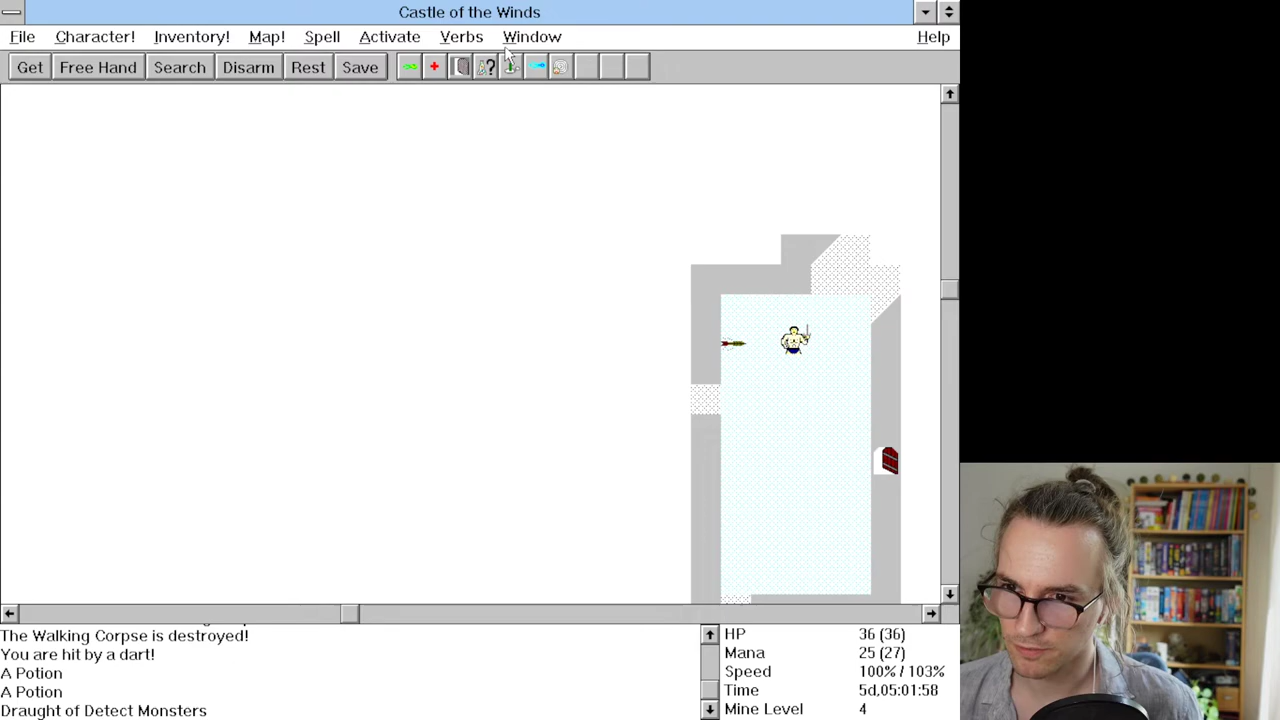 Castle of the Winds
File Character! Inventory! Map! Spell Activate Verbs Window Help
Get Free Hand Search Disarm Rest Save
The Walking Corpse is destroyed!
You are hit by a dart!
A Potion
A Potion
Draught of Detect Monsters
HP 36 (36)
Mana 25 (27)
Speed 100% / 103%
Time 5d,05:01:58
Mine Level 4